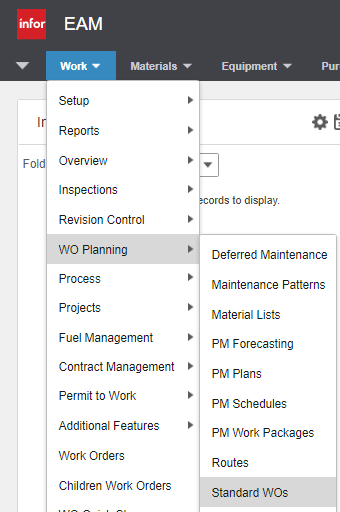 infor EAM
Work Materials Equipment Pur
Setup
Reports
Overview
Fold
Inspections
ecords to display.
Revision Control
WO Planning
Deferred Maintenance
Process
Maintenance Patterns
Projects
Material Lists
Fuel Management
PM Forecasting
Contract Management
PM Plans
Permit to Work
PM Schedules
Additional Features
PM Work Packages
Work Orders
Routes
Children Work Orders
Standard WOs